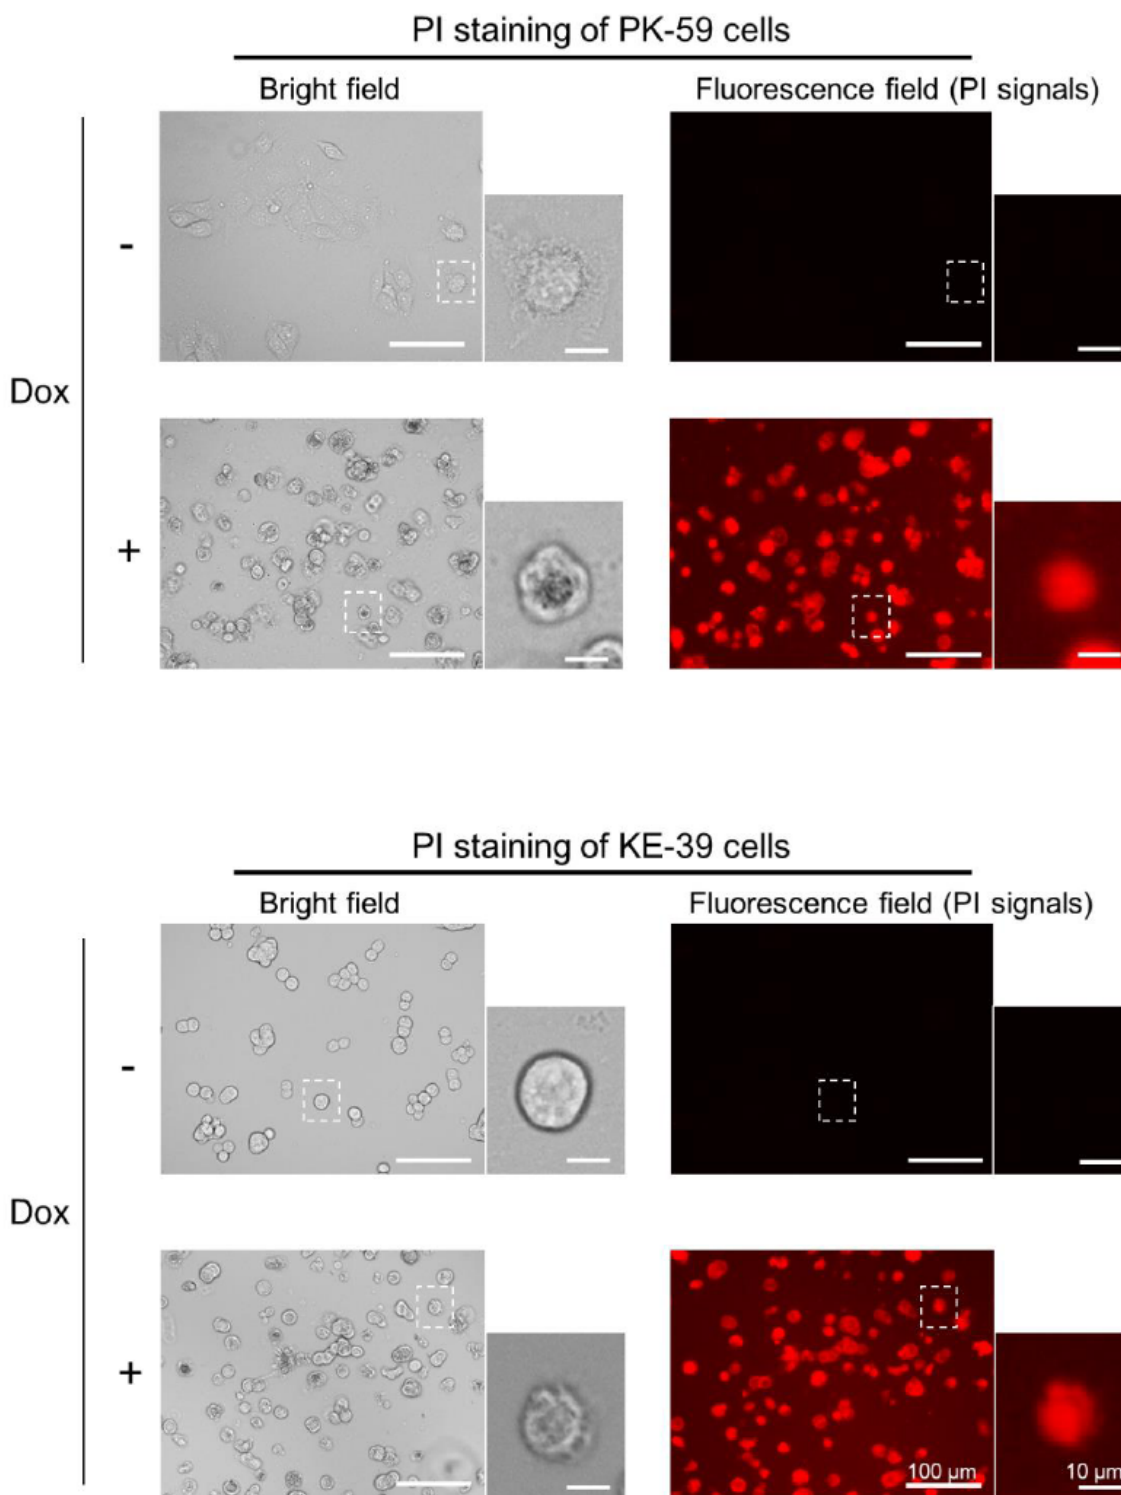 PI staining of PK-59 cells
Bright field
Fluorescence field (PI signals)
-
Dox
+
PI staining of KE-39 cells
Bright field
Fluorescence field (PI signals)
-
Dox
+
100 µm
10 µm